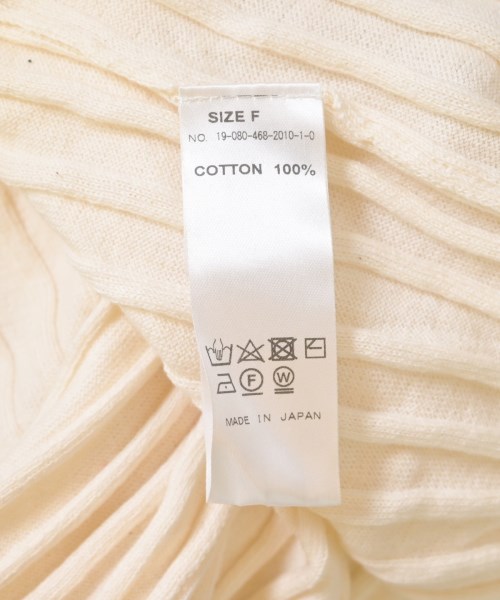 SIZE F
NO. 19-080-468-2010-1-0
COTTON 100%
F W
MADE IN JAPAN